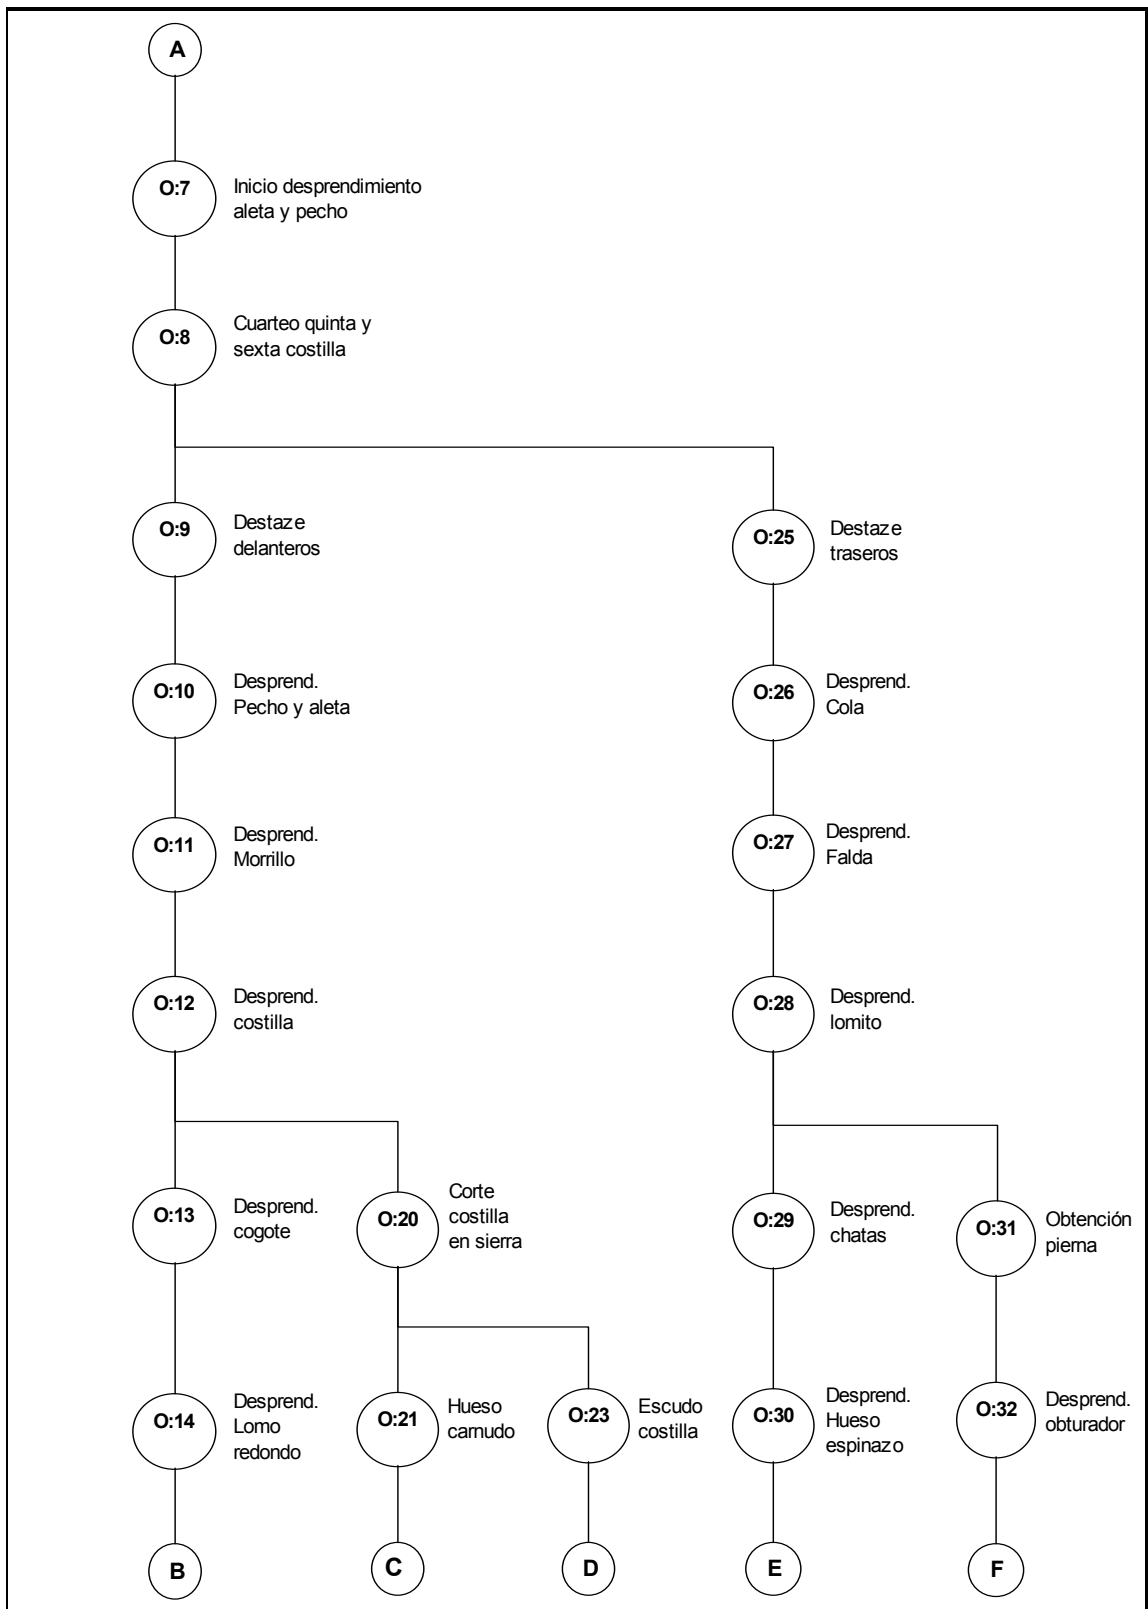 A
O:7
Inicio desprendimiento
aleta y pecho
O:8
Cuarteo quinta y
sexta costilla
O:9
Destaze
delanteros
O:25
Destaze
traseros
O:10
Desprend.
Pecho y aleta
O:26
Desprend.
Cola
O:11
Desprend.
Morrillo
O:27
Desprend.
Falda
O:12
Desprend.
costilla
O:28
Desprend.
lomito
O:13
Desprend.
cogote
O:20
Corte
costilla
en sierra
O:29
Desprend.
chatas
O:31
Obtención
pierna
O:14
Desprend.
Lomo
redondo
O:21
Hueso
carnudo
O:23
Escudo
costilla
O:30
Desprend.
Hueso
espinazo
O:32
Desprend.
obturador
B
C
D
E
F